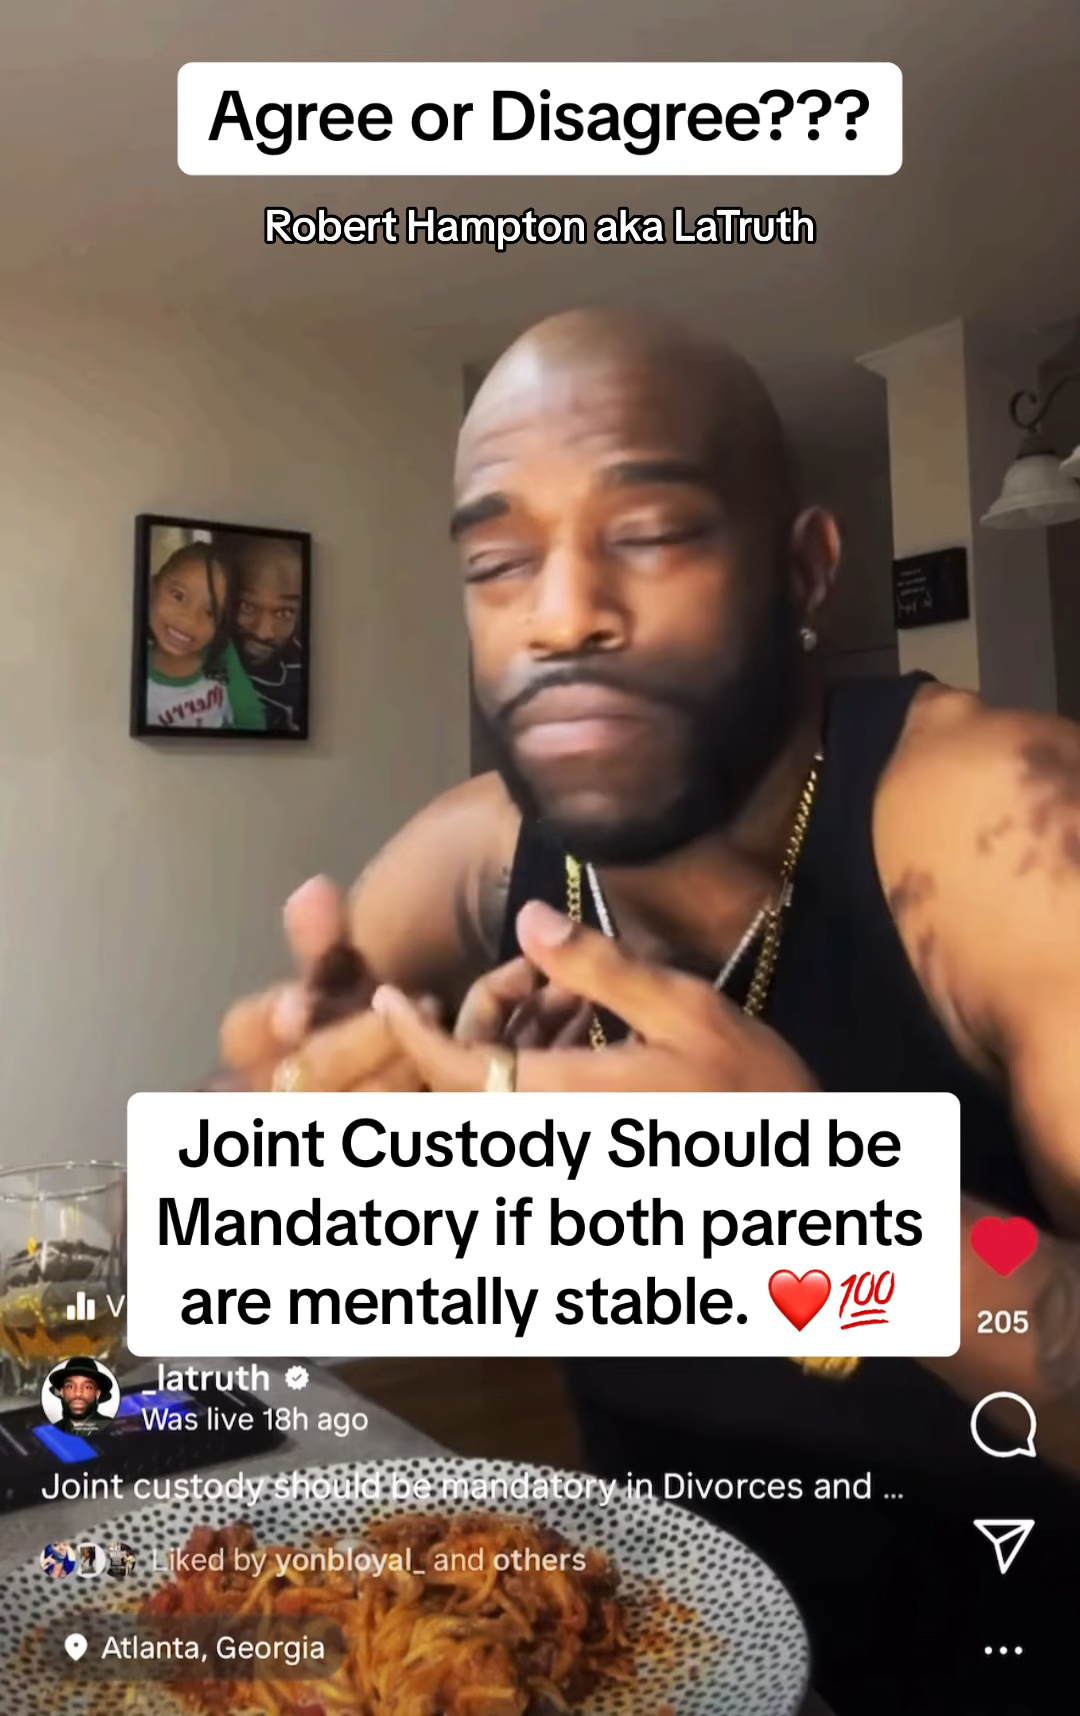 Agree or Disagree???
Robert Hampton aka LaTruth
Merry
Joint Custody Should be
Mandatory if both parents
are mentally stable. ❤️💯
V
205
_latruth
Was live 18h ago
Joint custody should be mandatory in Divorces and ...
Liked by yonbloyal_ and others
Atlanta, Georgia